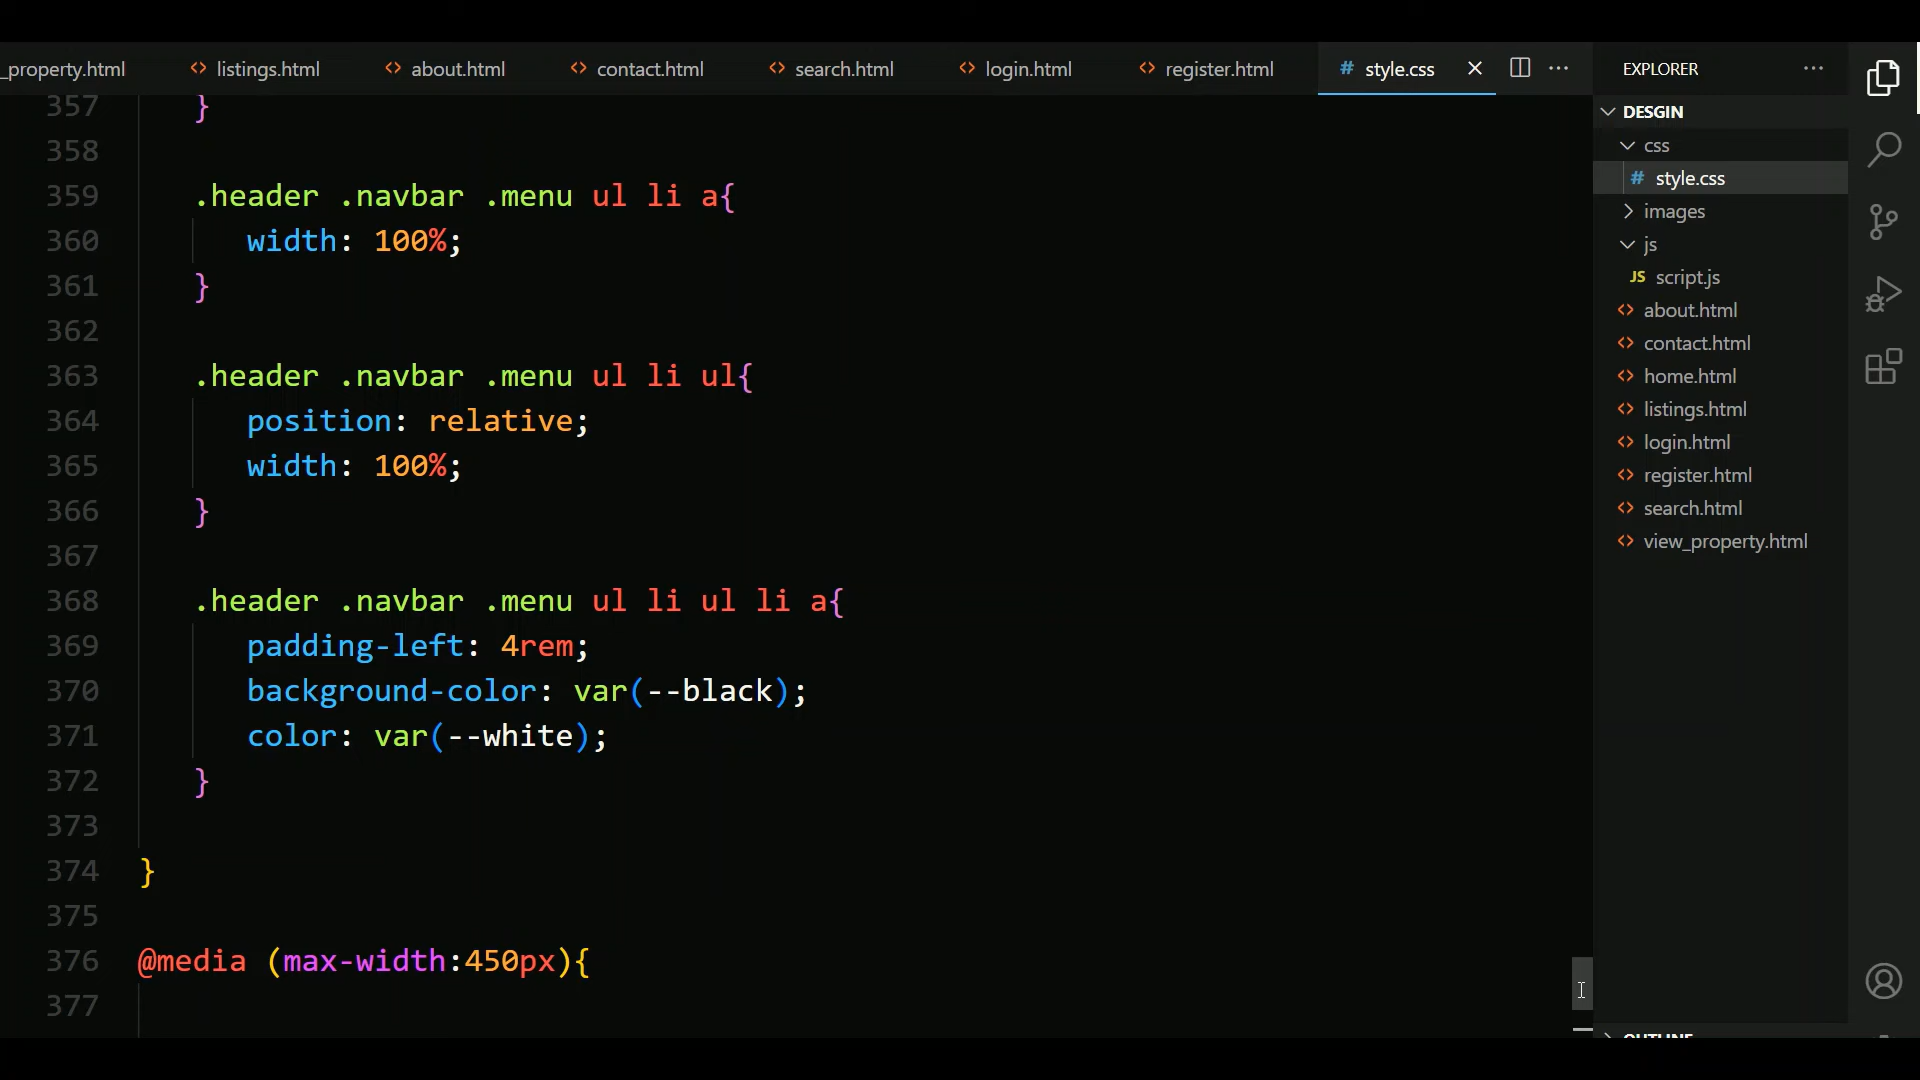 _property.html listings.html about.html contact.html search.html login.html register.html # style.css
357 }
358
359 .header .navbar .menu ul li a{
360 width: 100%;
361 }
362
363 .header .navbar .menu ul li ul{
364 position: relative;
365 width: 100%;
366 }
367
368 .header .navbar .menu ul li ul li a{
369 padding-left: 4rem;
370 background-color: var(--black);
371 color: var(--white);
372 }
373
374 }
375
376 @media (max-width:450px){
377
EXPLORER
DESGIN
css
# style.css
images
js
JS script.js
about.html
contact.html
home.html
listings.html
login.html
register.html
search.html
view_property.html
OUTLINE